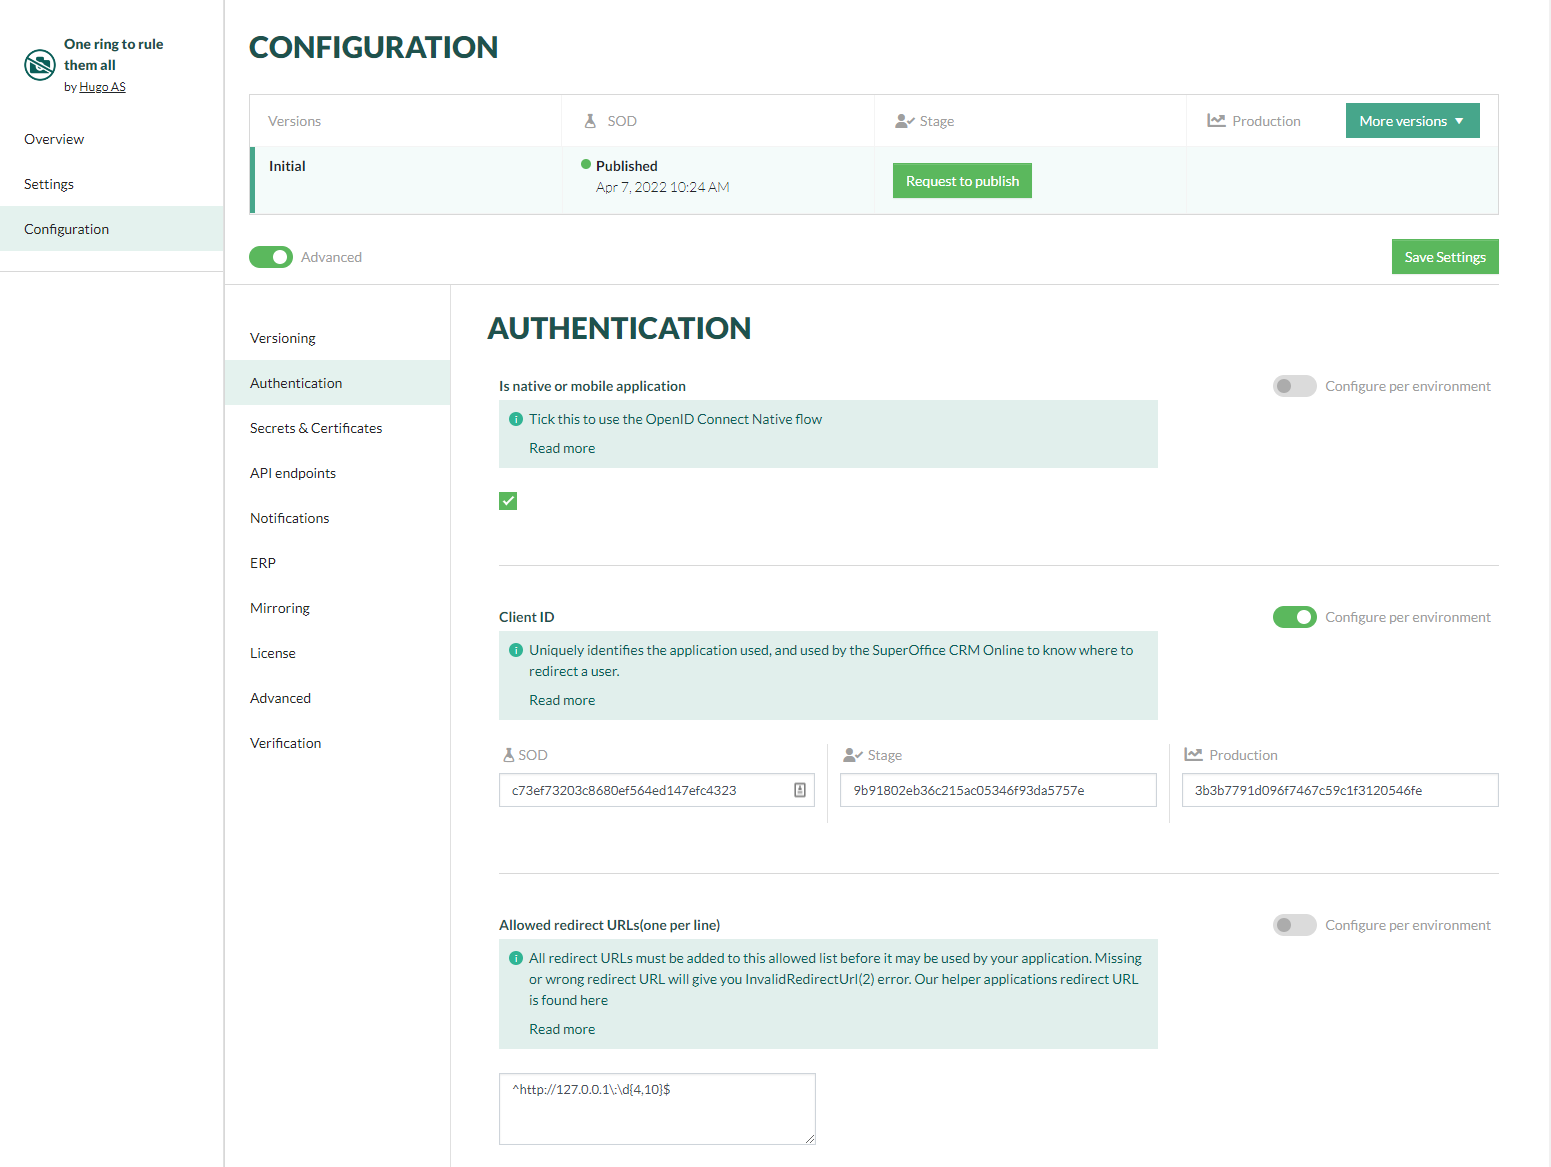 One ring to rule
them all
by Hugo AS
Overview
Settings
Configuration
CONFIGURATION
Versions
SOD
Stage
Production
More versions
Initial
Published
Apr 7, 2022 10:24 AM
Request to publish
Advanced
Save Settings
Versioning
Authentication
Secrets & Certificates
API endpoints
Notifications
ERP
Mirroring
License
Advanced
Verification
AUTHENTICATION
Is native or mobile application
Configure per environment
Tick this to use the OpenID Connect Native flow
Read more
Client ID
Configure per environment
Uniquely identifies the application used, and used by the SuperOffice CRM Online to know where to
redirect a user.
Read more
SOD
Stage
Production
c73ef73203c8680ef564ed147efc4323
9b91802eb36c215ac05346f93da5757e
3b3b7791d096f7467c59c1f3120546fe
Allowed redirect URLs(one per line)
Configure per environment
All redirect URLs must be added to this allowed list before it may be used by your application. Missing
or wrong redirect URL will give you InvalidRedirectUrl(2) error. Our helper applications redirect URL
is found here
Read more
^http://127.0.0.1\:\d{4,10}$